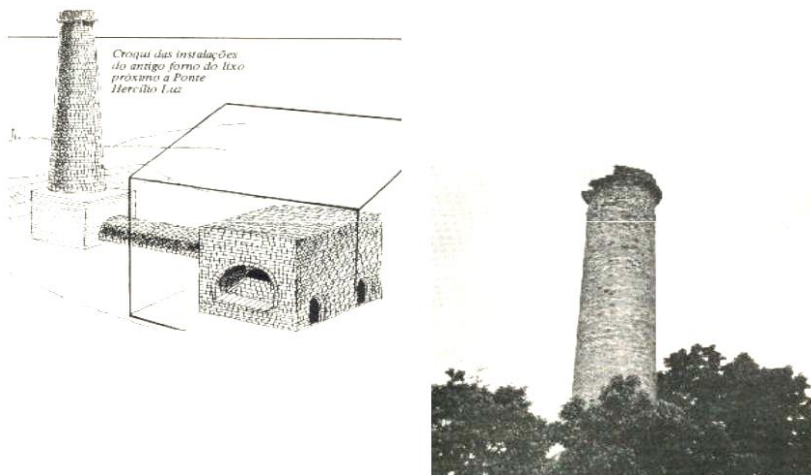 Croqui das instalações
do antigo forno do lixo
próximo a Ponte
Hercílio Luz